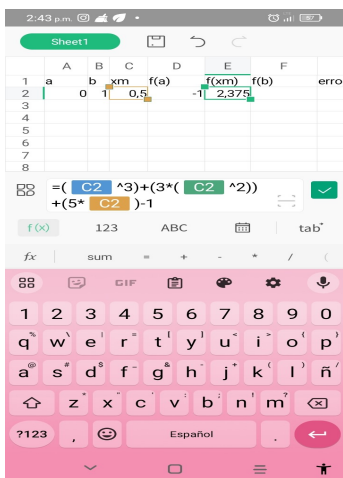 2:43 p.m.
Sheet1
A B C D E F
1 a b xm f(a) f(xm) f(b) erro
2 0 1 0,5 -1 2,375
3
4
5
6
7
8
=( C2 ^3)+(3*( C2 ^2))
+(5* C2 )-1
f(x) 123 ABC tab
fx sum = + - * / (
GIF
1 2 3 4 5 6 7 8 9 0
q% w\ e| r= t[ y] u< i> o{ p}
a@ s# d$ f- g& h- j+ k( l) ñ/
z* x" c' v: b; n! m?
?123 , Español .